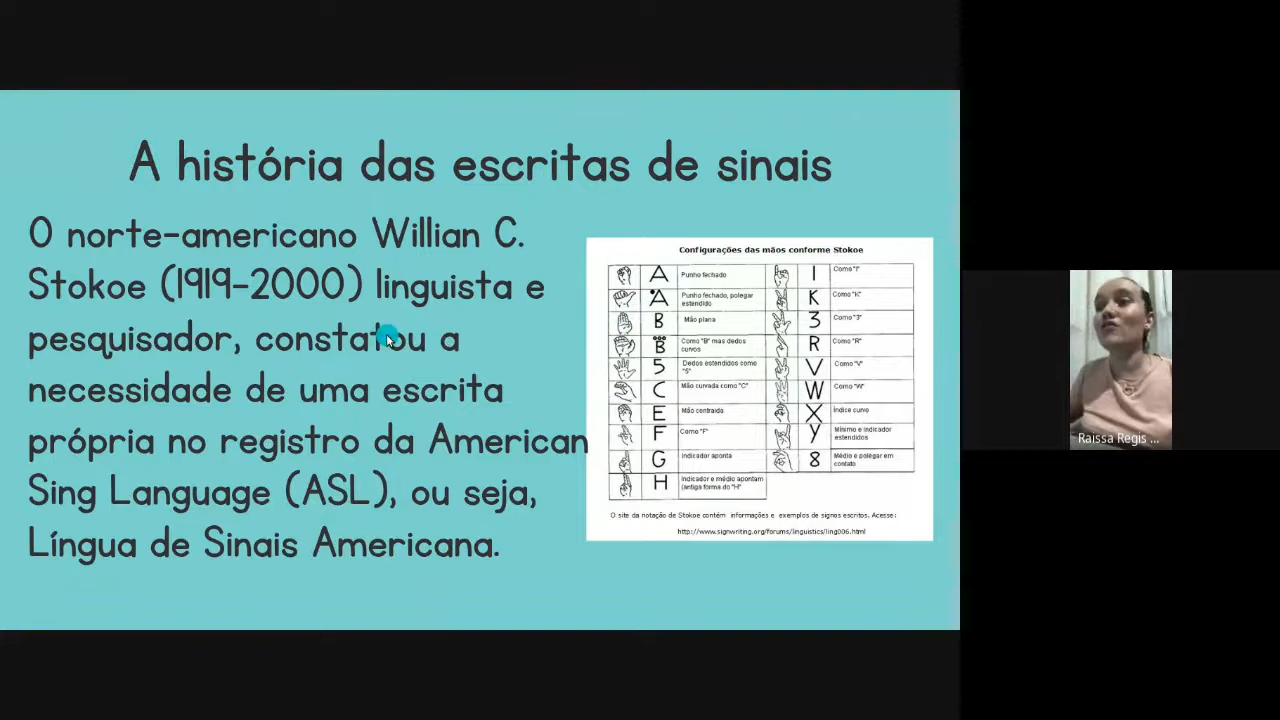 A história das escritas de sinais
O norte-americano Willian C.
Stokoe (1919-2000) linguista e
pesquisador, constatou a
necessidade de uma escrita
própria no registro da American
Sing Language (ASL), ou seja,
Língua de Sinais Americana.
Configurações das mãos conforme Stokoe
A Punho fechado
A Punho fechado, polegar
estendido
B Mão plana
B Como "B" mas dedos
curvos
5 Dedos estendidos como
"5"
C Mão curvada como "C"
E Mão contraida
F Como "F"
G Indicador aponta
H Indicador e médio apontam
(antiga forma do "H"
I Como "I"
K Como "K"
3 Como "3"
R Como "R"
V Como "V"
W Como "W"
X Índice curvo
Y Mínimo e indicador
estendidos
8 Médio e polegar em
contato
O site da notação de Stokoe contém informações e exemplos de signos escritos. Acesse:
http://www.signwriting.org/forums/linguistics/ling006.html
Raissa Regis ...